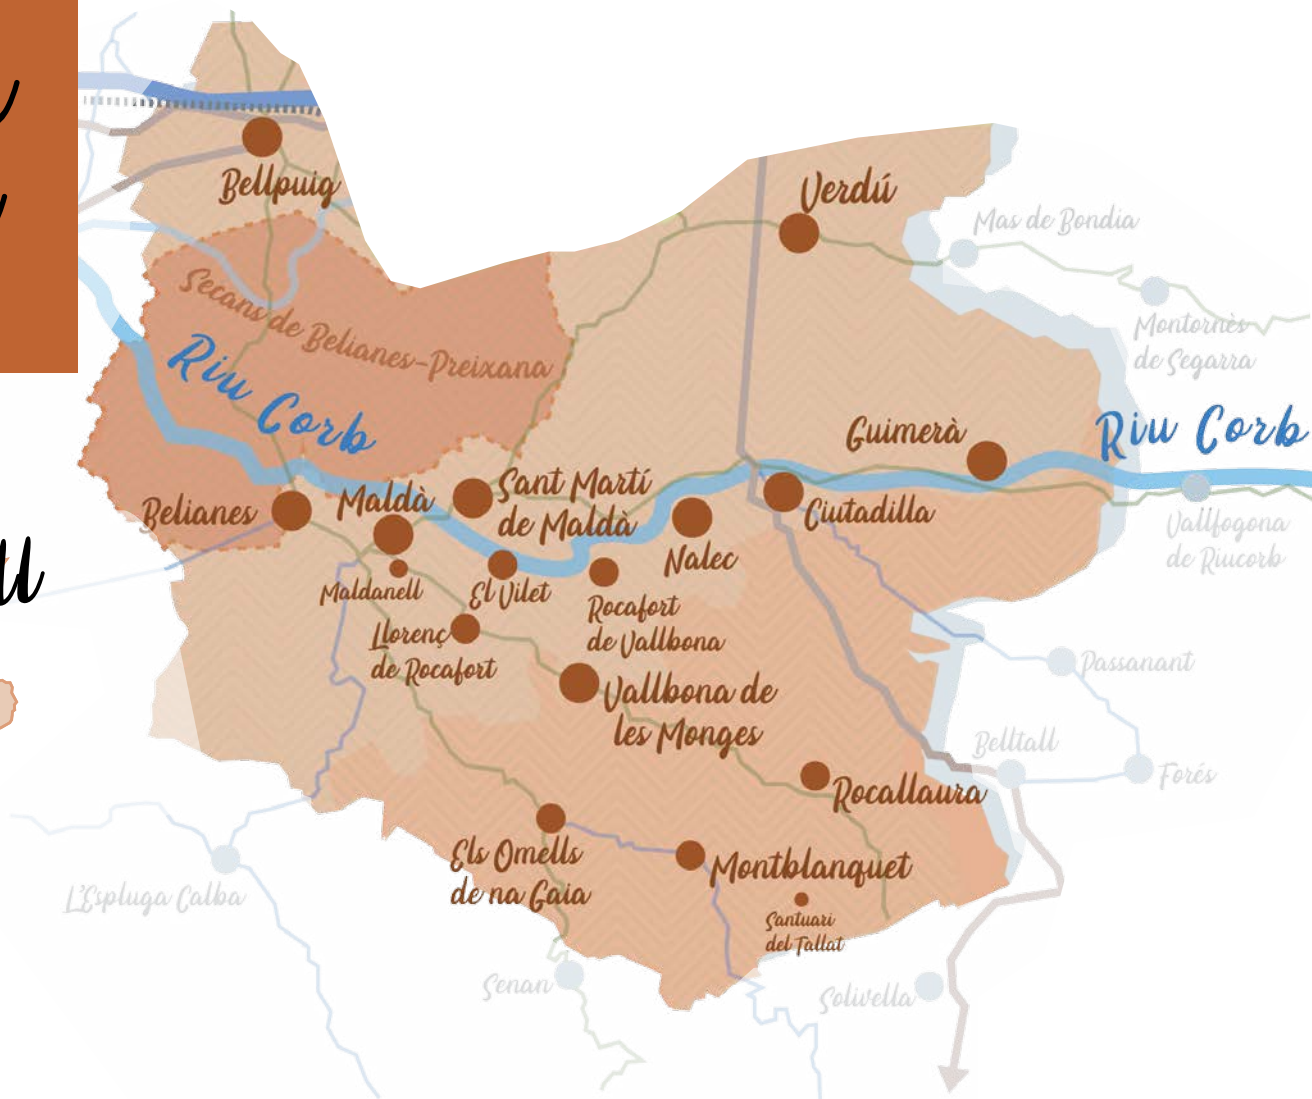 Bellpuig
Verdú
Mas de Bondia
Secans de Belianes-Preixana
Montornès
de Segarra
Riu Corb
Riu Corb
Guimerà
Sant Martí
de Maldà
Maldà
Belianes
Ciutadilla
Vallfogona
de Riucorb
Nalec
Maldanell
El Vilet
Rocafort
de Vallbona
Llorenç
de Rocafort
Passanant
Vallbona de
les Monges
Belltall
Forés
Rocallaura
Els Omells
de na Gaia
Montblanquet
L'Espluga Calba
Santuari
del Tallat
Senan
Solivella